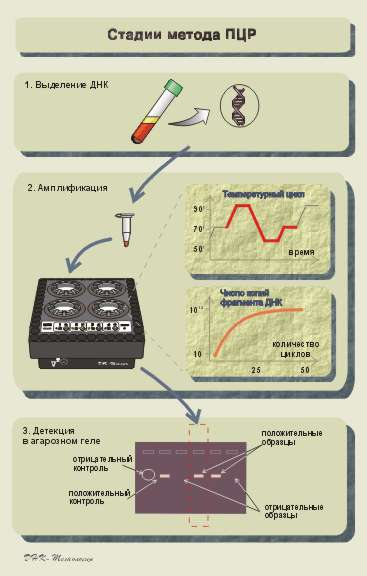 Стадии метода ПЦР
1. Выделение ДНК
2. Амплификация
Температурный цикл
90°
70°
50°
время
Число копий
фрагмента ДНК
10
количество
циклов
25
50
3. Детекция
в агарозном геле
положительные
образцы
отрицательный
контроль
положительный
контроль
отрицательные
образцы
ДНК-Технология